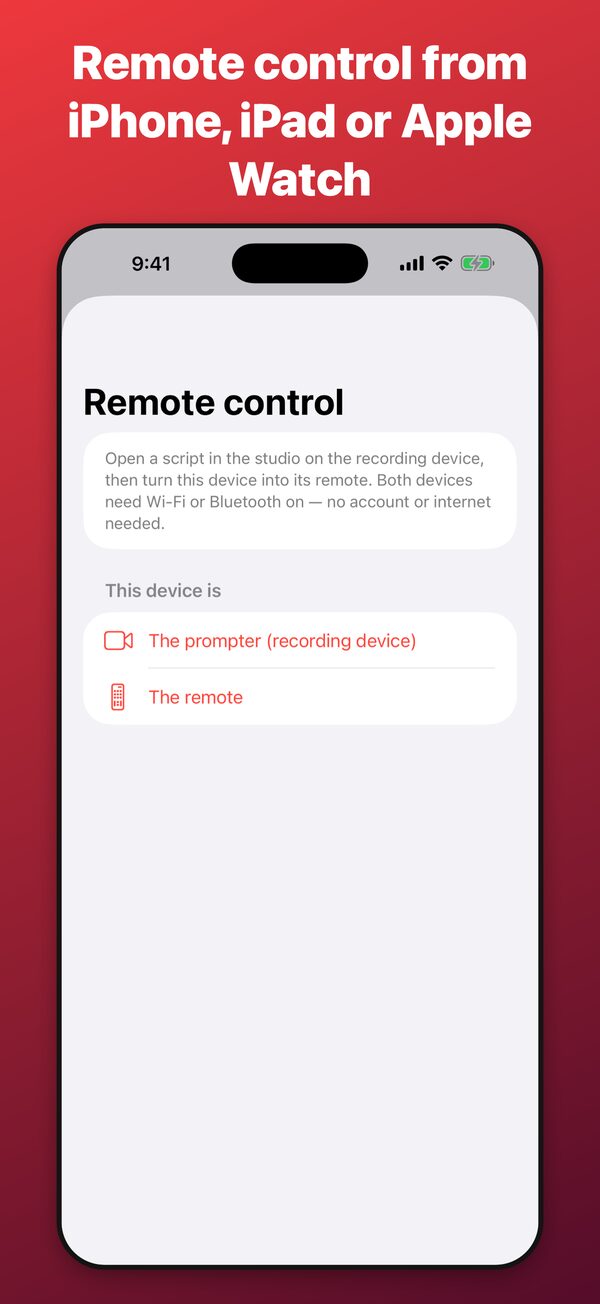 Remote control from
iPhone, iPad or Apple
Watch
9:41
Remote control
Open a script in the studio on the recording device,
then turn this device into its remote. Both devices
need Wi-Fi or Bluetooth on — no account or internet
needed.
This device is
The prompter (recording device)
The remote